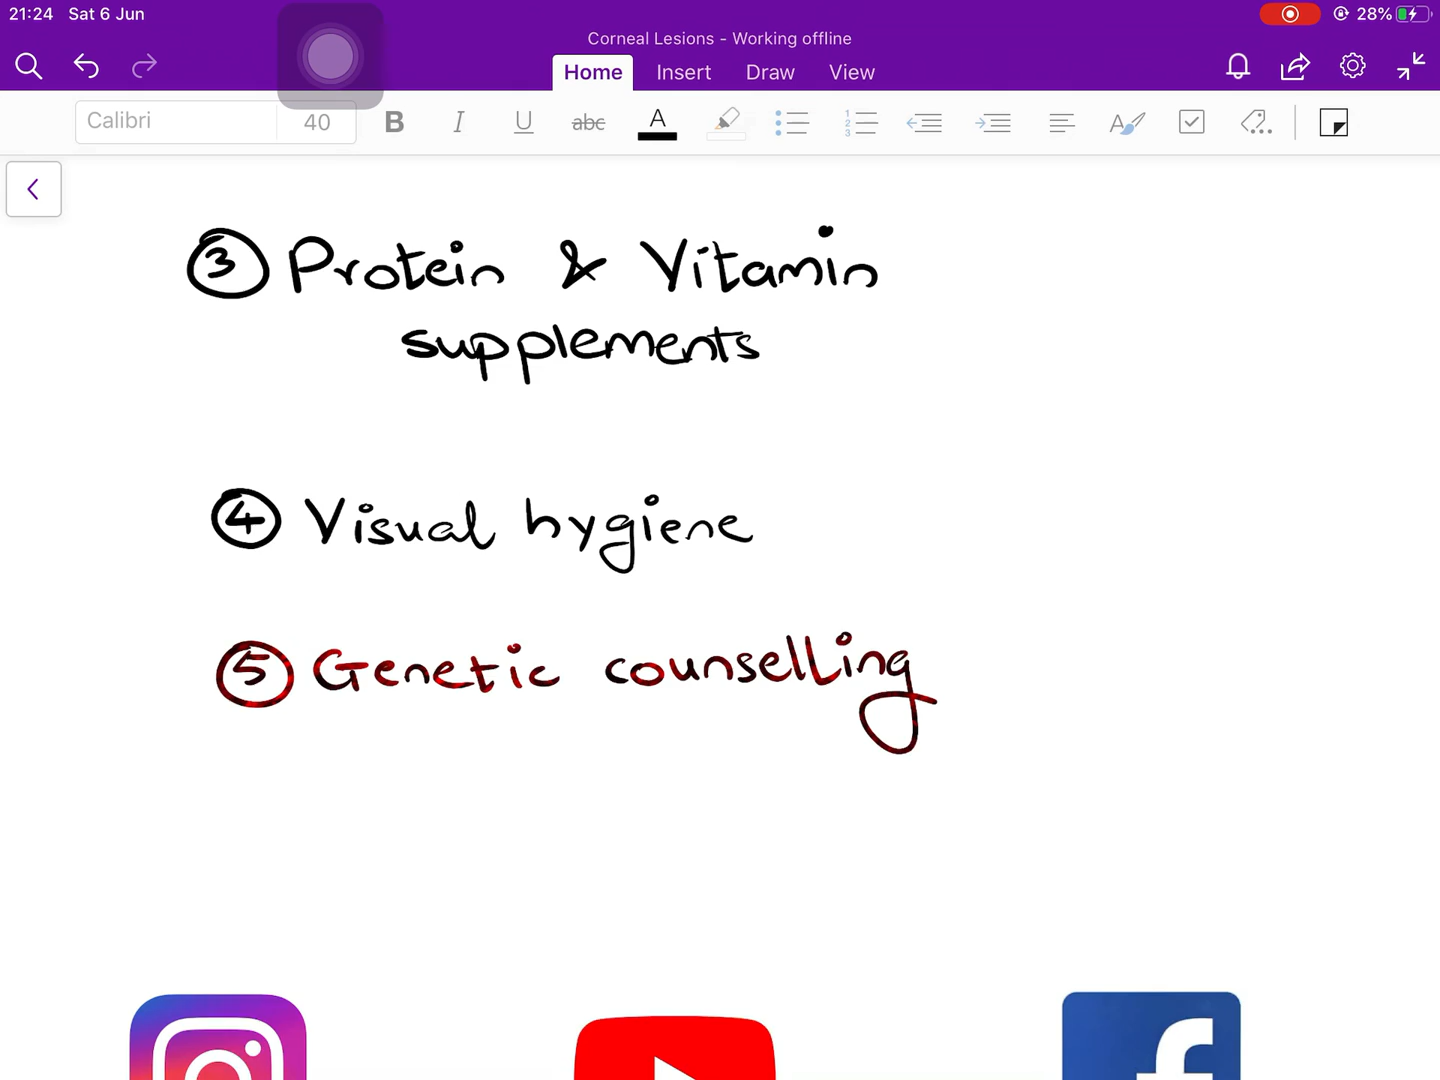 21:24 Sat 6 Jun
28%
Corneal Lesions - Working offline
Home Insert Draw View
Calibri 40 B I U abc A
③ Protein & Vitamin
supplements
④ Visual hygiene
⑤ Genetic counselling